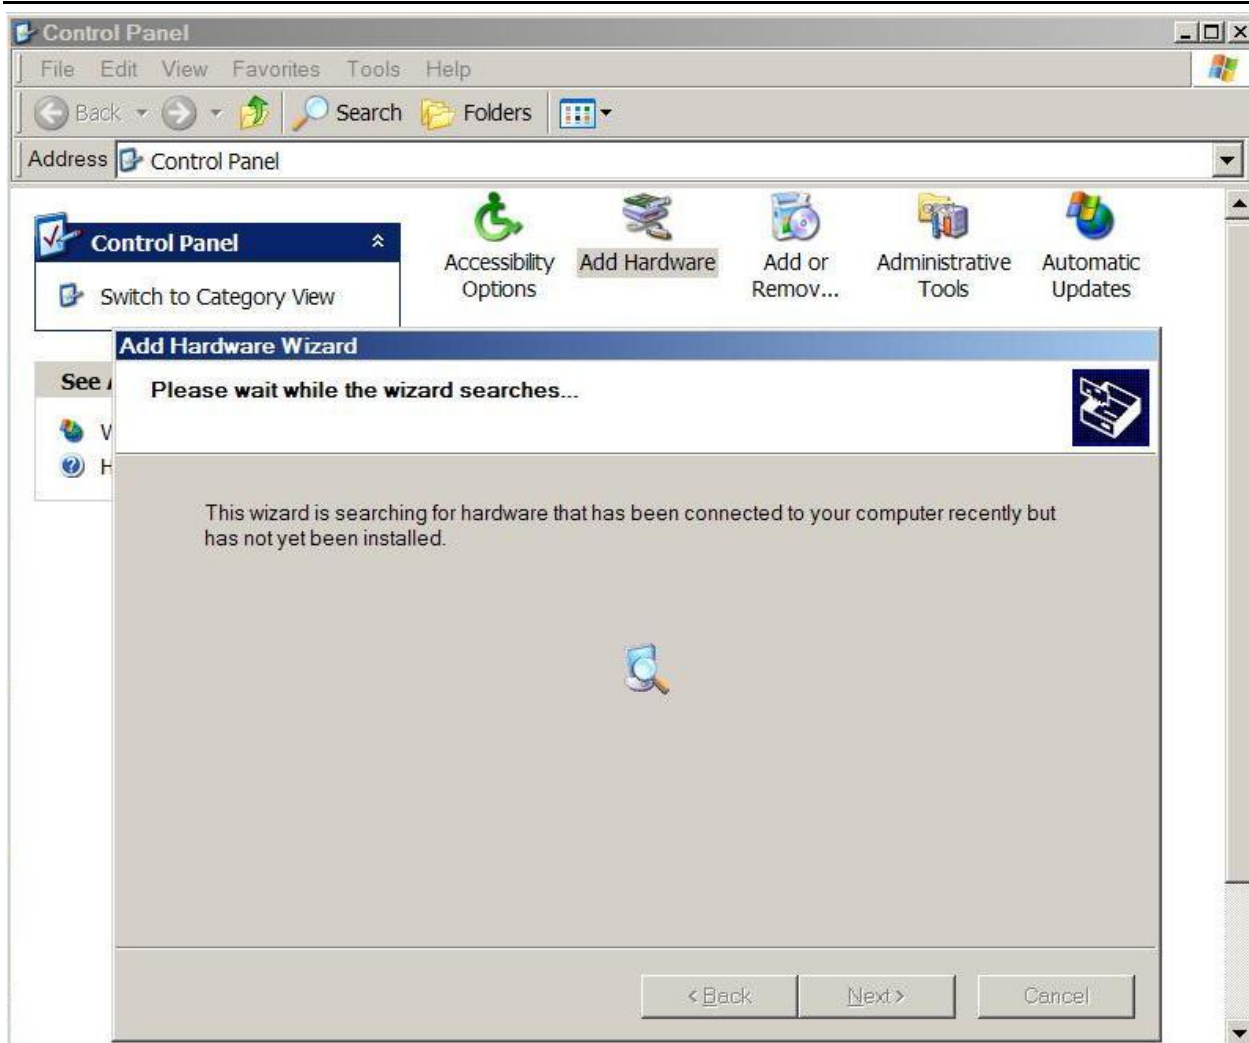 Control Panel
File Edit View Favorites Tools Help
Back Search Folders
Address Control Panel
Control Panel
Switch to Category View
Accessibility Options
Add Hardware
Add or Remov...
Administrative Tools
Automatic Updates
See
Add Hardware Wizard
Please wait while the wizard searches...
This wizard is searching for hardware that has been connected to your computer recently but
has not yet been installed.
< Back Next > Cancel